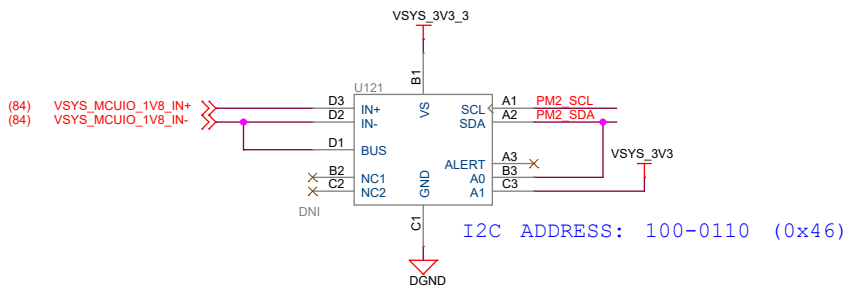 VSYS_3V3_3
B1
U121
(84) VSYS_MCUIO_1V8_IN+ D3 IN+ VS SCL A1 PM2_SCL
(84) VSYS_MCUIO_1V8_IN- D2 IN- SDA A2 PM2_SDA
D1 BUS
VSYS_3V3
ALERT A3
B2 NC1 A0 B3
C2 NC2 GND A1 C3
DNI
C1
I2C ADDRESS: 100-0110 (0x46)
DGND